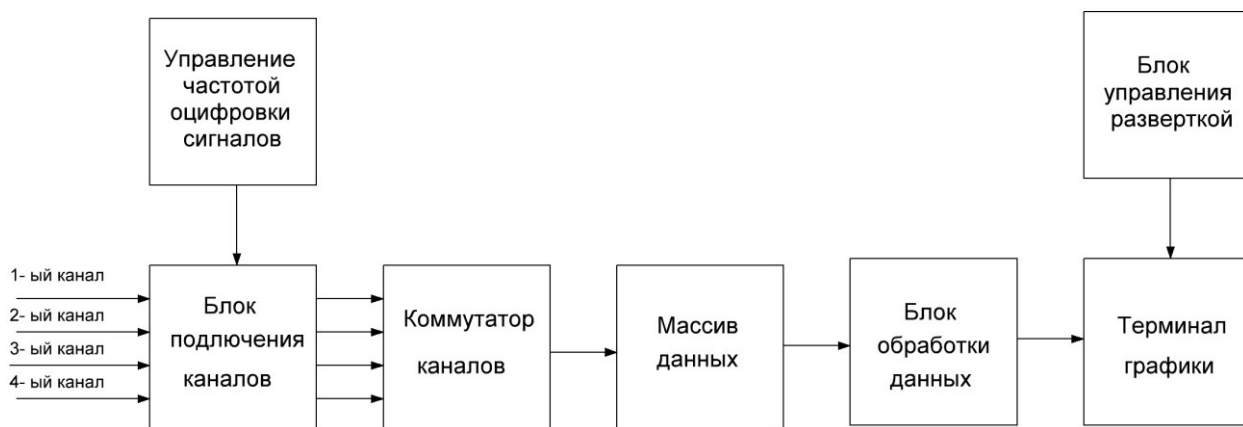 Управление
частотой
оцифровки
сигналов
Блок
управления
разверткой
1- ый канал
2- ый канал
3- ый канал
4- ый канал
Блок
подлючения
каналов
Коммутатор
каналов
Массив
данных
Блок
обработки
данных
Терминал
графики